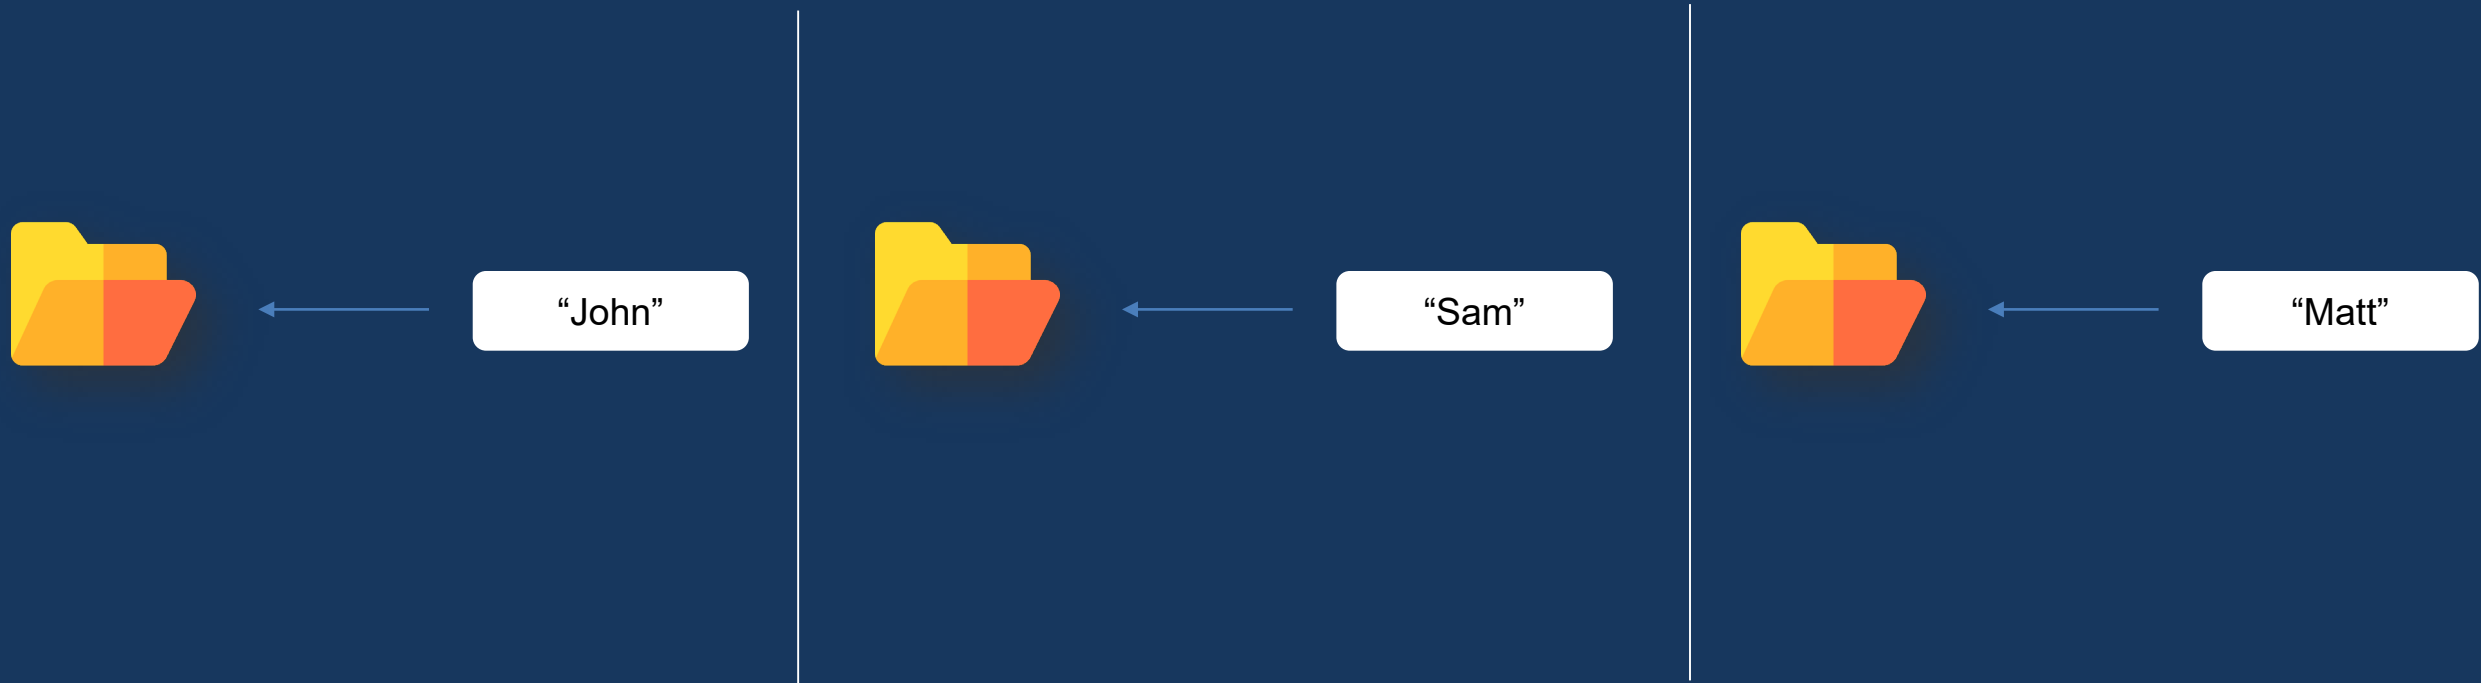 “John”
“Sam”
“Matt”